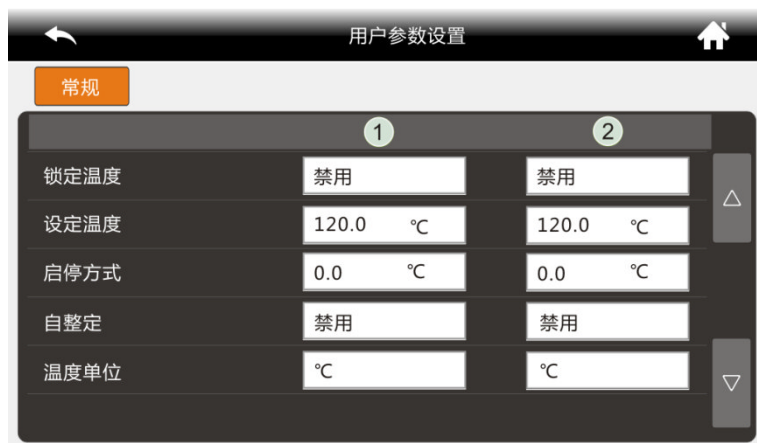 用户参数设置
常规
1 2
锁定温度 禁用 禁用
设定温度 120.0 ℃ 120.0 ℃
启停方式 0.0 ℃ 0.0 ℃
自整定 禁用 禁用
温度单位 ℃ ℃